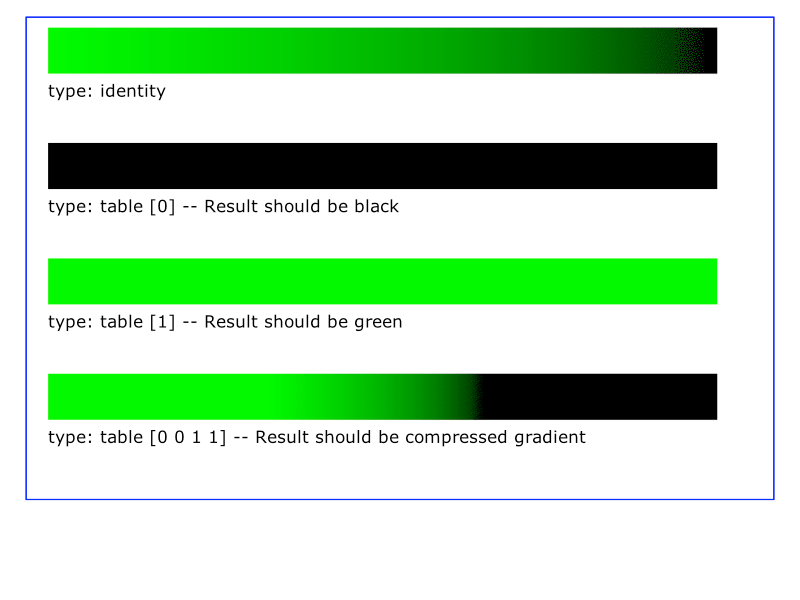 type: identity
type: table [0] -- Result should be black
type: table [1] -- Result should be green
type: table [0 0 1 1] -- Result should be compressed gradient